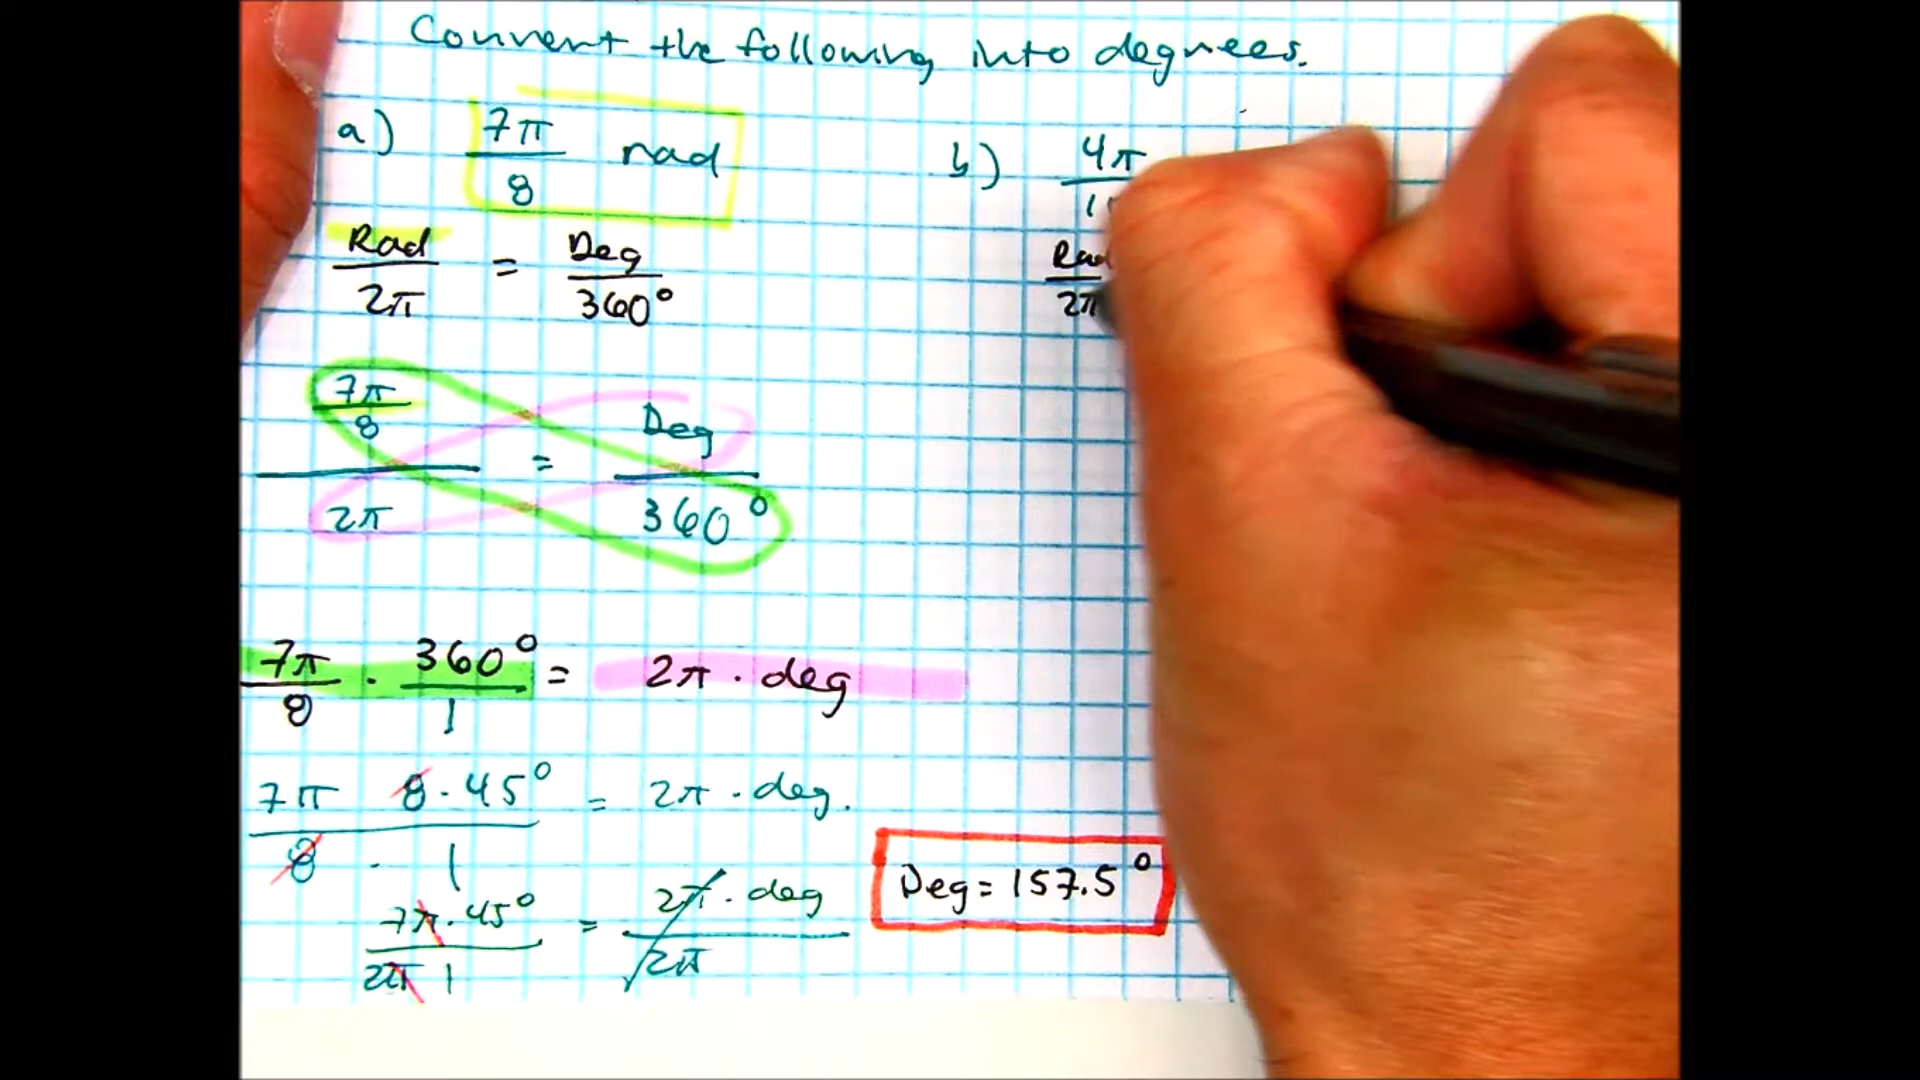 Convert the following into degrees.
a) 7π/8 rad
Rad/2π = Deg/360°
7π/8 / 2π = Deg/360°
7π/8 · 360°/1 = 2π · deg
7π 8 · 45° / 8 · 1 = 2π · deg.
7π · 45° / 2π 1 = 2π · deg / 2π
Deg = 157.5°
b) 4π
2π